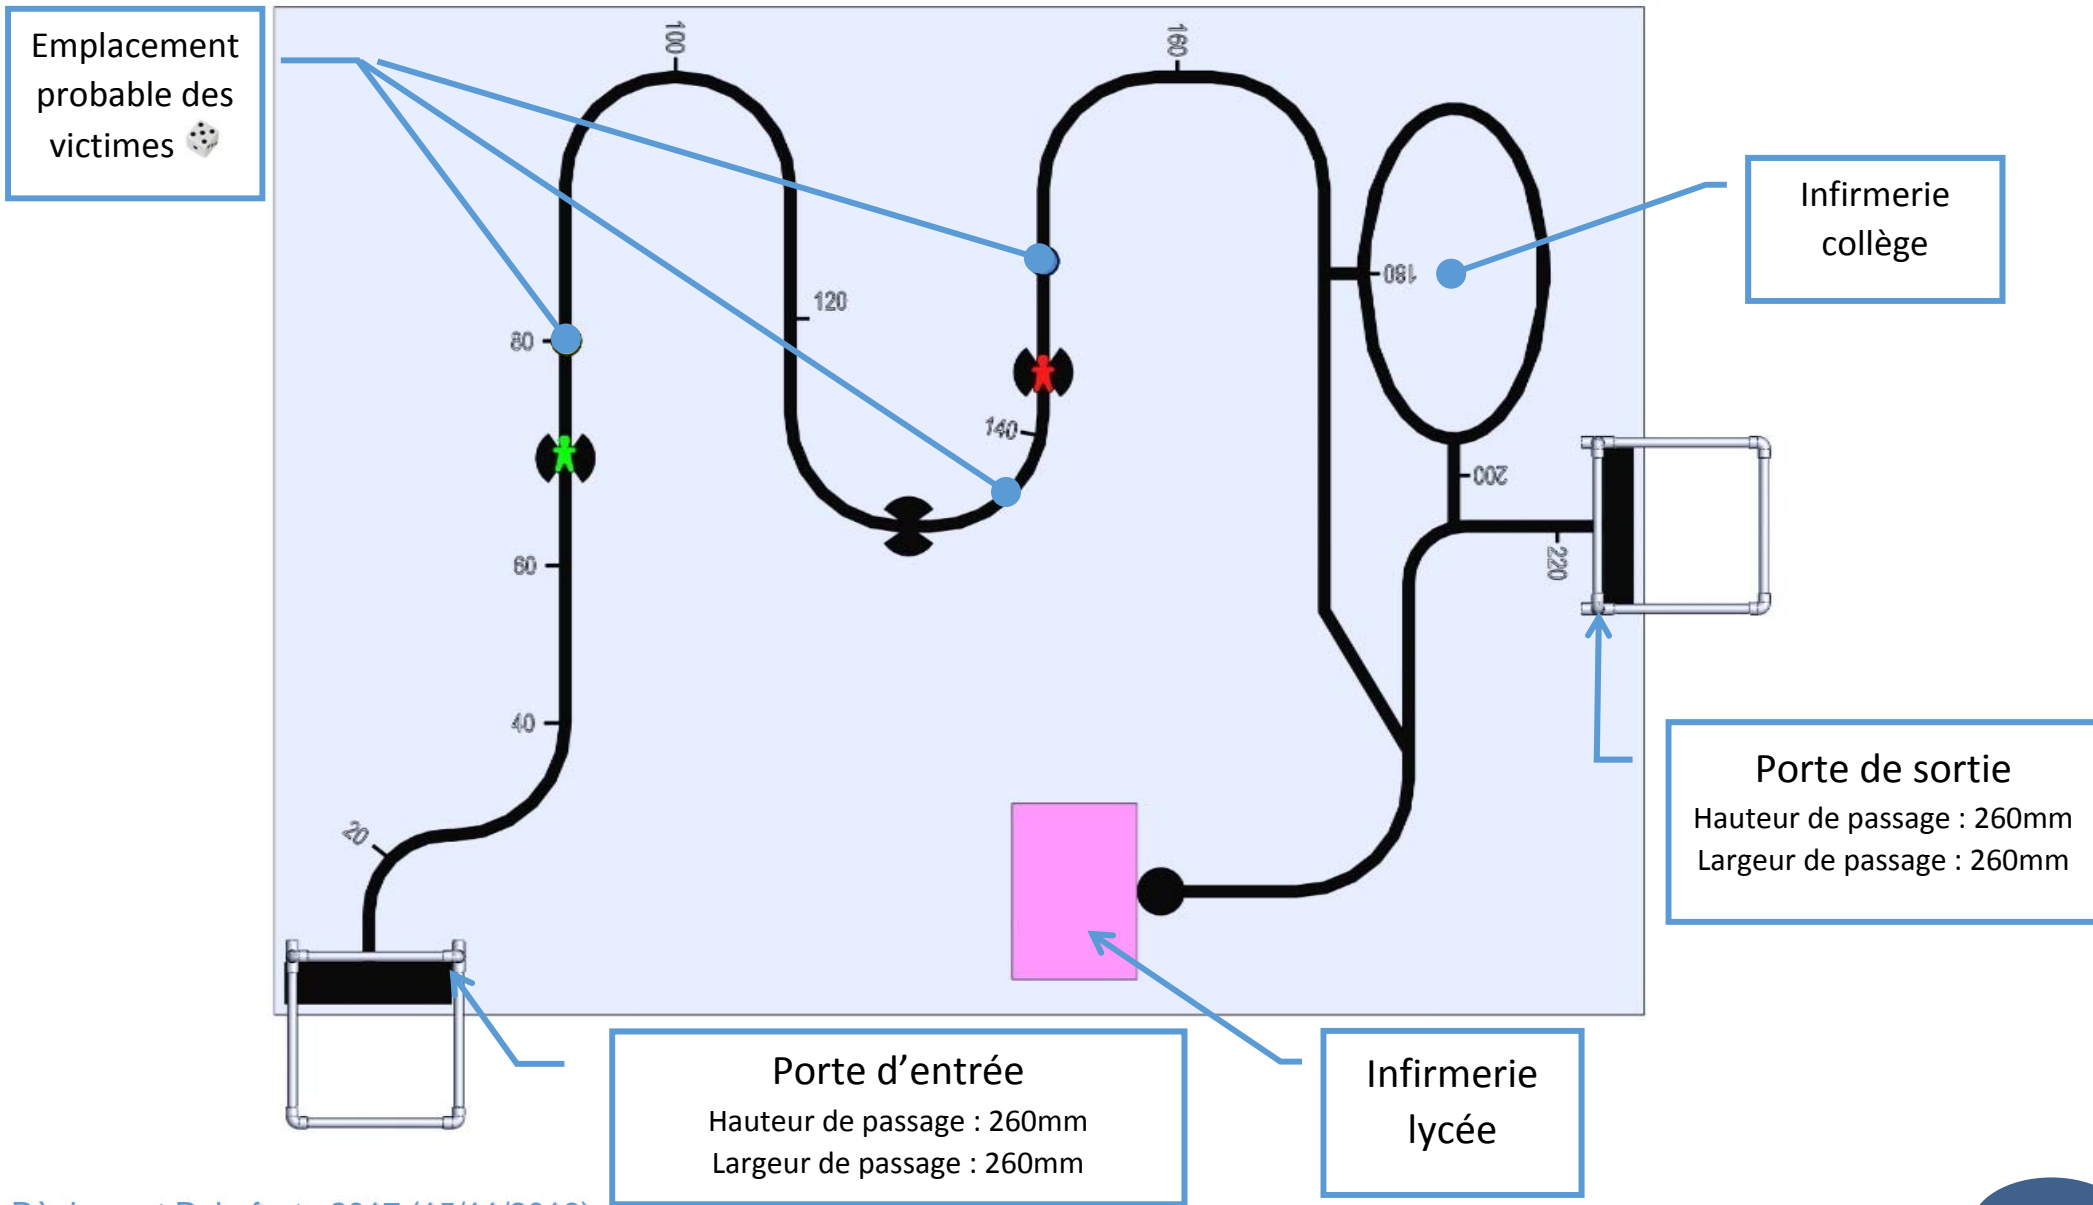 Emplacement
probable des
victimes
100
160
Infirmerie
collège
180
120
80
140
200
60
220
40
20
Porte de sortie
Hauteur de passage : 260mm
Largeur de passage : 260mm
Porte d’entrée
Hauteur de passage : 260mm
Largeur de passage : 260mm
Infirmerie
lycée